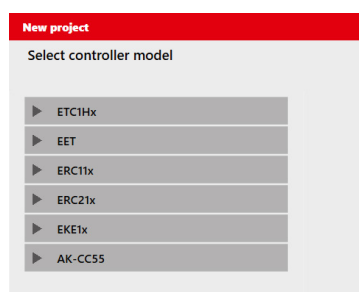 New project
Select controller model
ETC1Hx
EET
ERC11x
ERC21x
EKE1x
AK-CC55